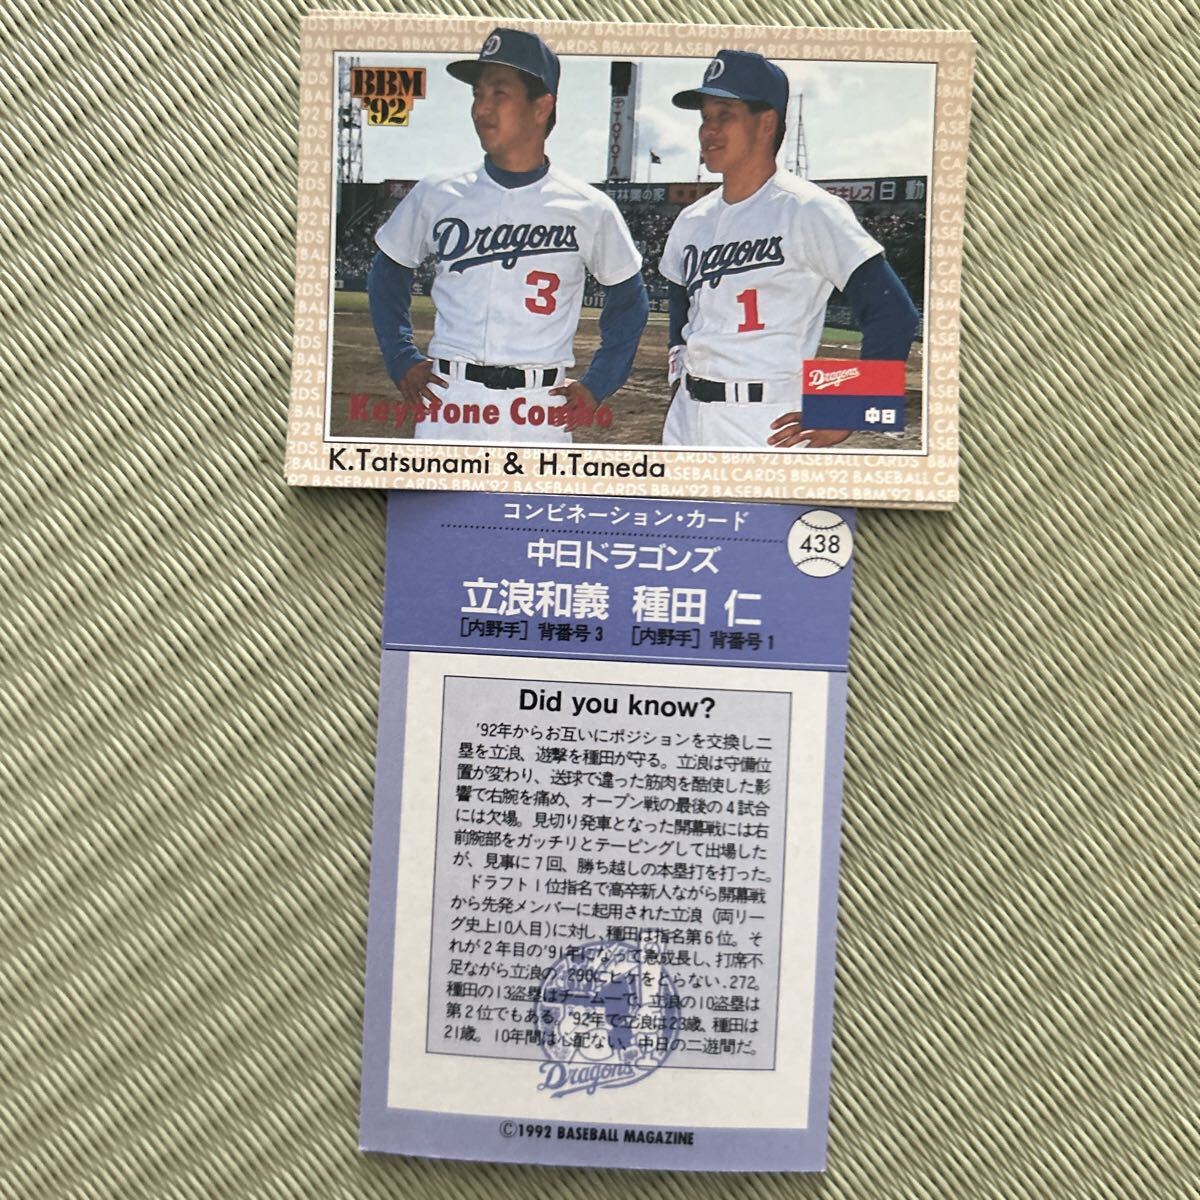 BBM
'92
TOYOTA
Dragons
3
Dragons
1
Dragons
中日
Keystone Combo
K.Tatsunami & H.Taneda
BBM'92 BASEBALL CARDS
コンビネーション・カード
438
中日ドラゴンズ
立浪和義 種田 仁
[内野手] 背番号3 [内野手] 背番号1
Did you know?
'92年からお互いにポジションを交換し二
塁を立浪、遊撃を種田が守る。立浪は守備位
置が変わり、送球で違った筋肉を酷使した影
響で右腕を痛め、オープン戦の最後の4試合
には欠場。見切り発車となった開幕戦には右
前腕部をガッチリとテーピングして出場した
が、見事に7回、勝ち越しの本塁打を打った。
ドラフト1位指名で高卒新人ながら開幕戦
から先発メンバーに起用された立浪(両リー
グ史上10人目)に対し、種田は指名第6位。そ
れが2年目の'91年になって急成長し、打席不
足ながら立浪の.290にヒケをとらない.272。
種田の13盗塁はチーム一で、立浪の10盗塁は
第2位でもある。'92年で立浪は23歳、種田は
21歳。10年間は心配ない、中日の二遊間だ。
Dragons
©1992 BASEBALL MAGAZINE